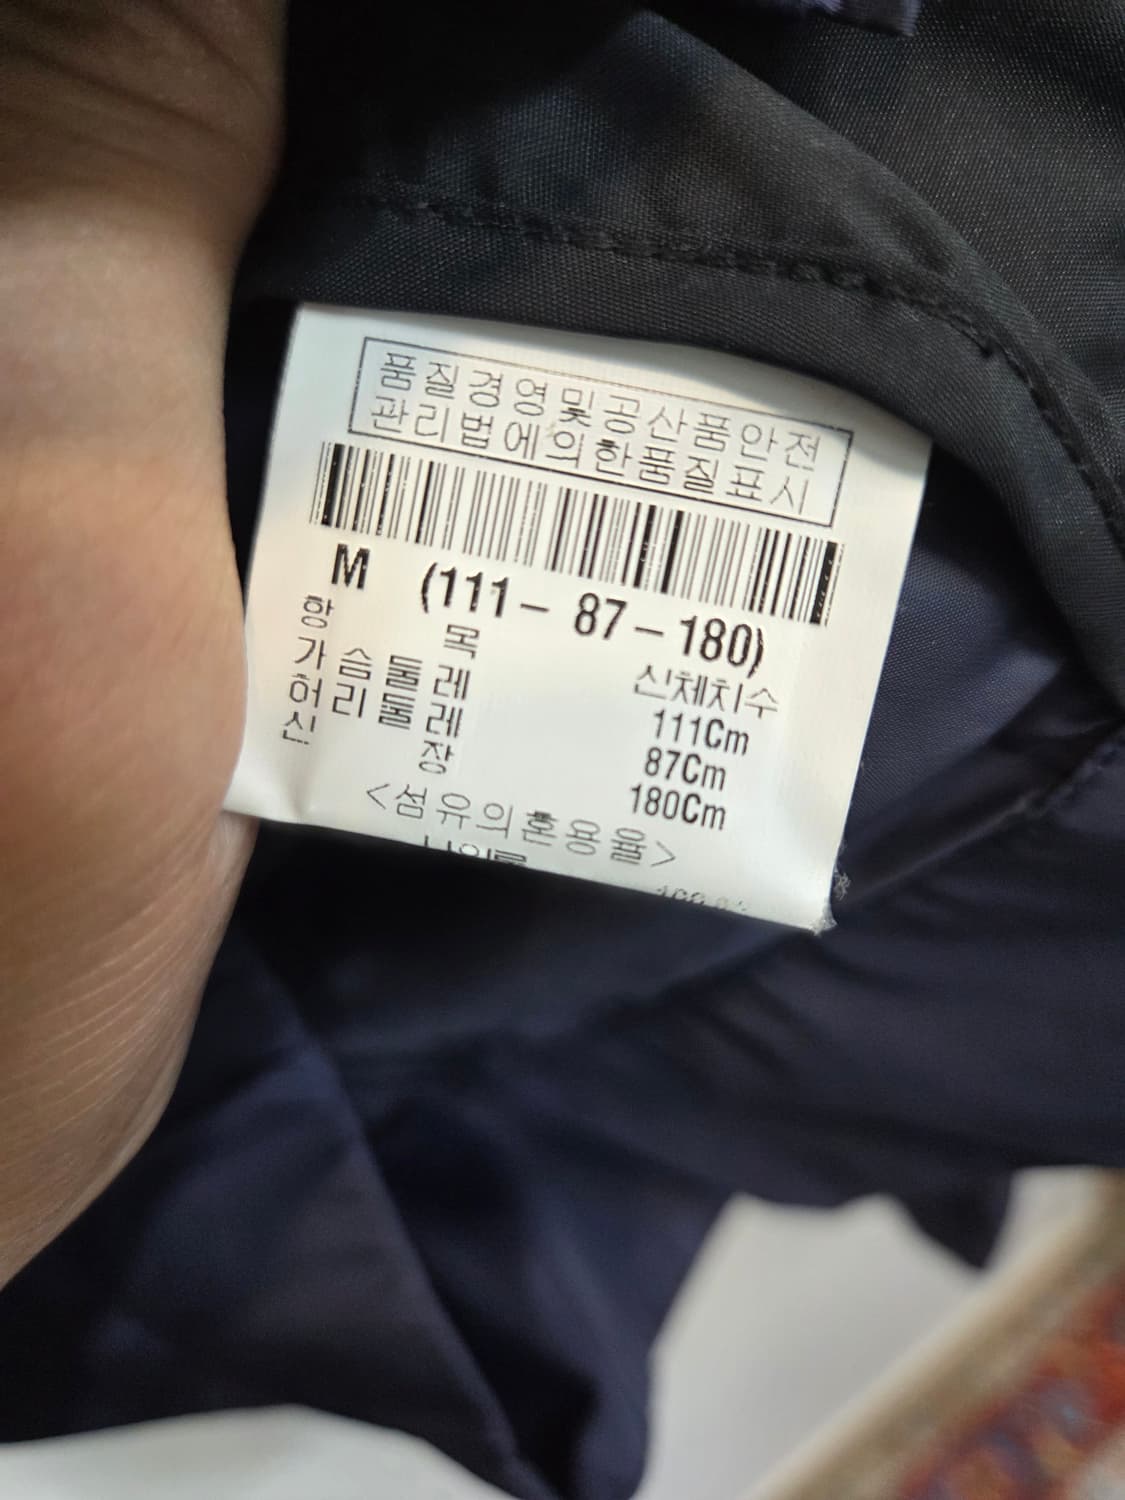 품질경영및공산품안전
관리법에의한품질표시
M (111- 87-180)
항 목 신체치수
가슴둘레 111Cm
허리둘레 87Cm
신 장 180Cm
<섬유의혼용율>